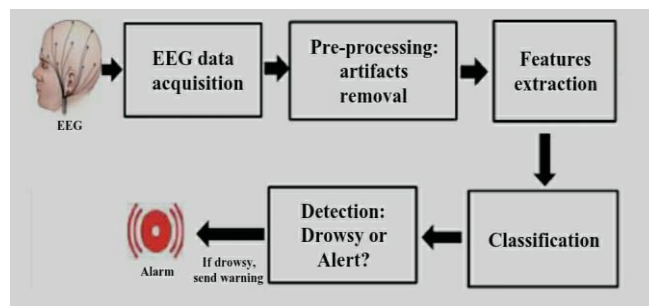 EEG
EEG data
acquisition
Pre-processing:
artifacts
removal
Features
extraction
Classification
Detection:
Drowsy or
Alert?
If drowsy,
send warning
Alarm